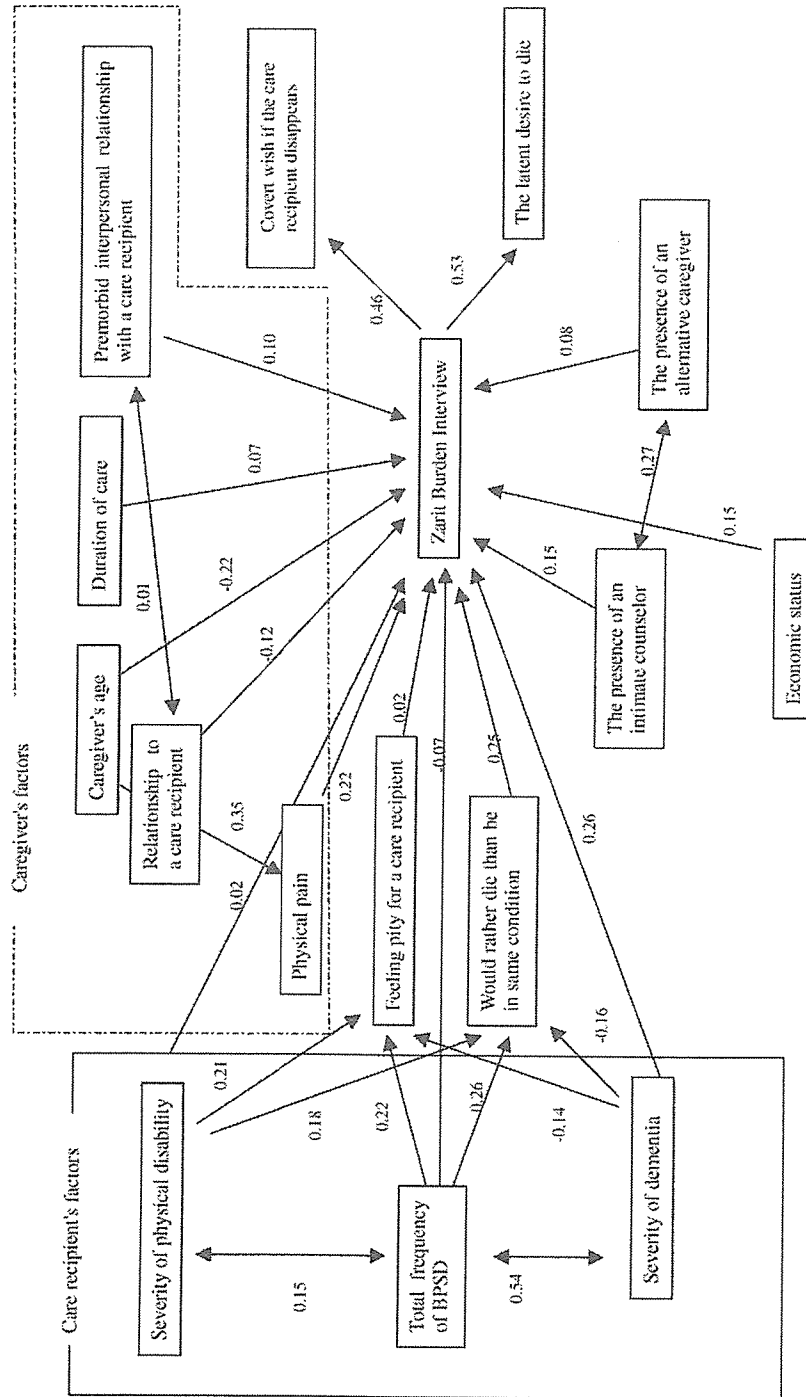 Caregiver's factors
Caregiver's age
Duration of care
Premorbid interpersonal relationship
with a care recipient
Relationship to
a care recipient
Physical pain
0.01
0.35
-0.22
0.07
0.10
-0.12
0.22
0.02
Care recipient's factors
Severity of physical disability
0.15
Total frequency
of BPSD
0.54
Severity of dementia
0.21
0.18
0.22
0.26
-0.14
-0.16
Feeling pity for a care recipient
Would rather die than be
in same condition
0.02
-0.07
0.25
0.26
Zarit Burden Interview
0.46
Covert wish if the care
recipient disappears
0.53
The latent desire to die
0.15
The presence of an
intimate counselor
0.27
0.08
The presence of an
alternative caregiver
0.15
Economic status